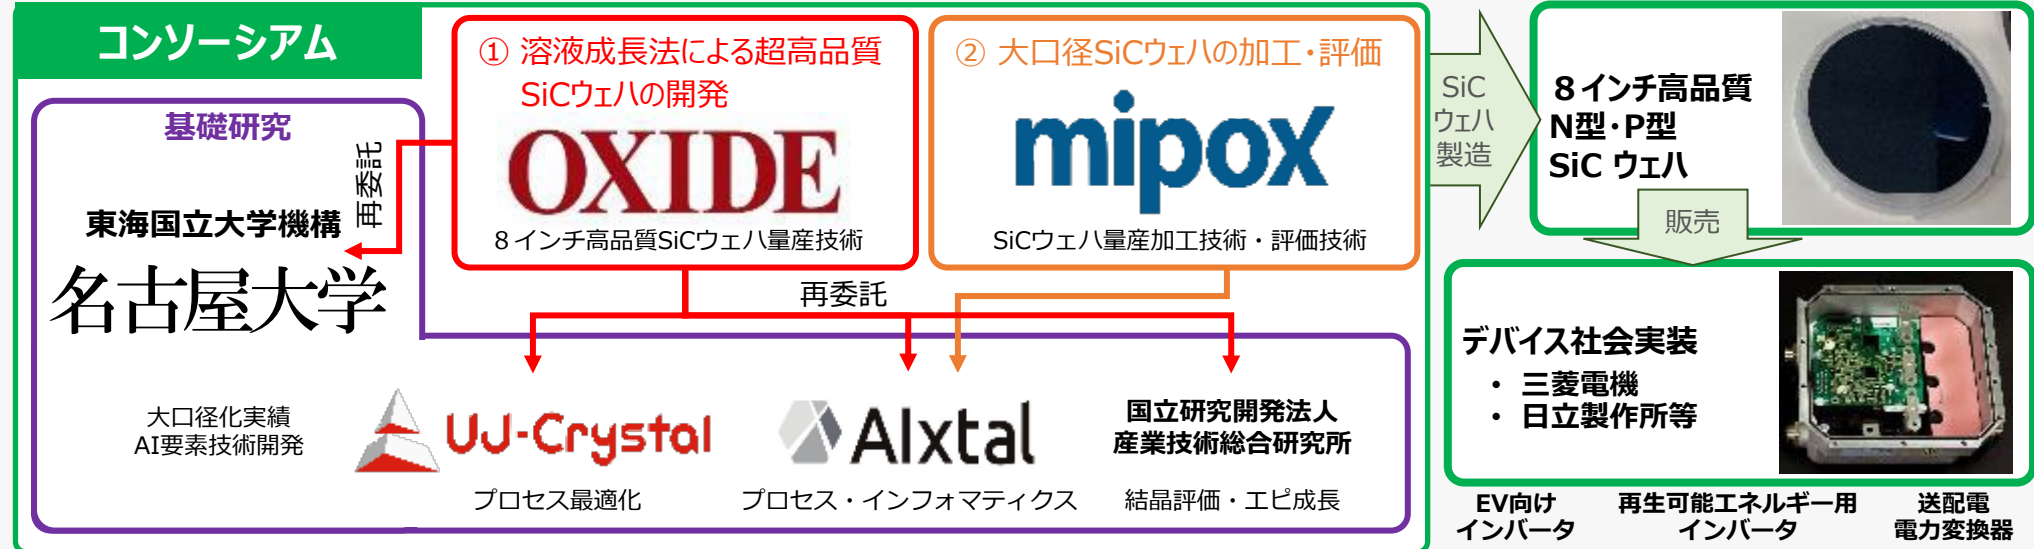 コンソーシアム
① 溶液成長法による超高品質
SiCウェハの開発
OXIDE
8インチ高品質SiCウェハ量産技術
② 大口径SiCウェハの加工・評価
mipox
SiCウェハ量産加工技術・評価技術
基礎研究
再委託
東海国立大学機構
名古屋大学
大口径化実績
AI要素技術開発
再委託
UJ-Crystal
プロセス最適化
AIxtal
プロセス・インフォマティクス
国立研究開発法人
産業技術総合研究所
結晶評価・エピ成長
SiC
ウェハ
製造
8インチ高品質
N型・P型
SiC ウェハ
販売
デバイス社会実装
・ 三菱電機
・ 日立製作所等
EV向け
インバータ
再生可能エネルギー用
インバータ
送配電
電力変換器